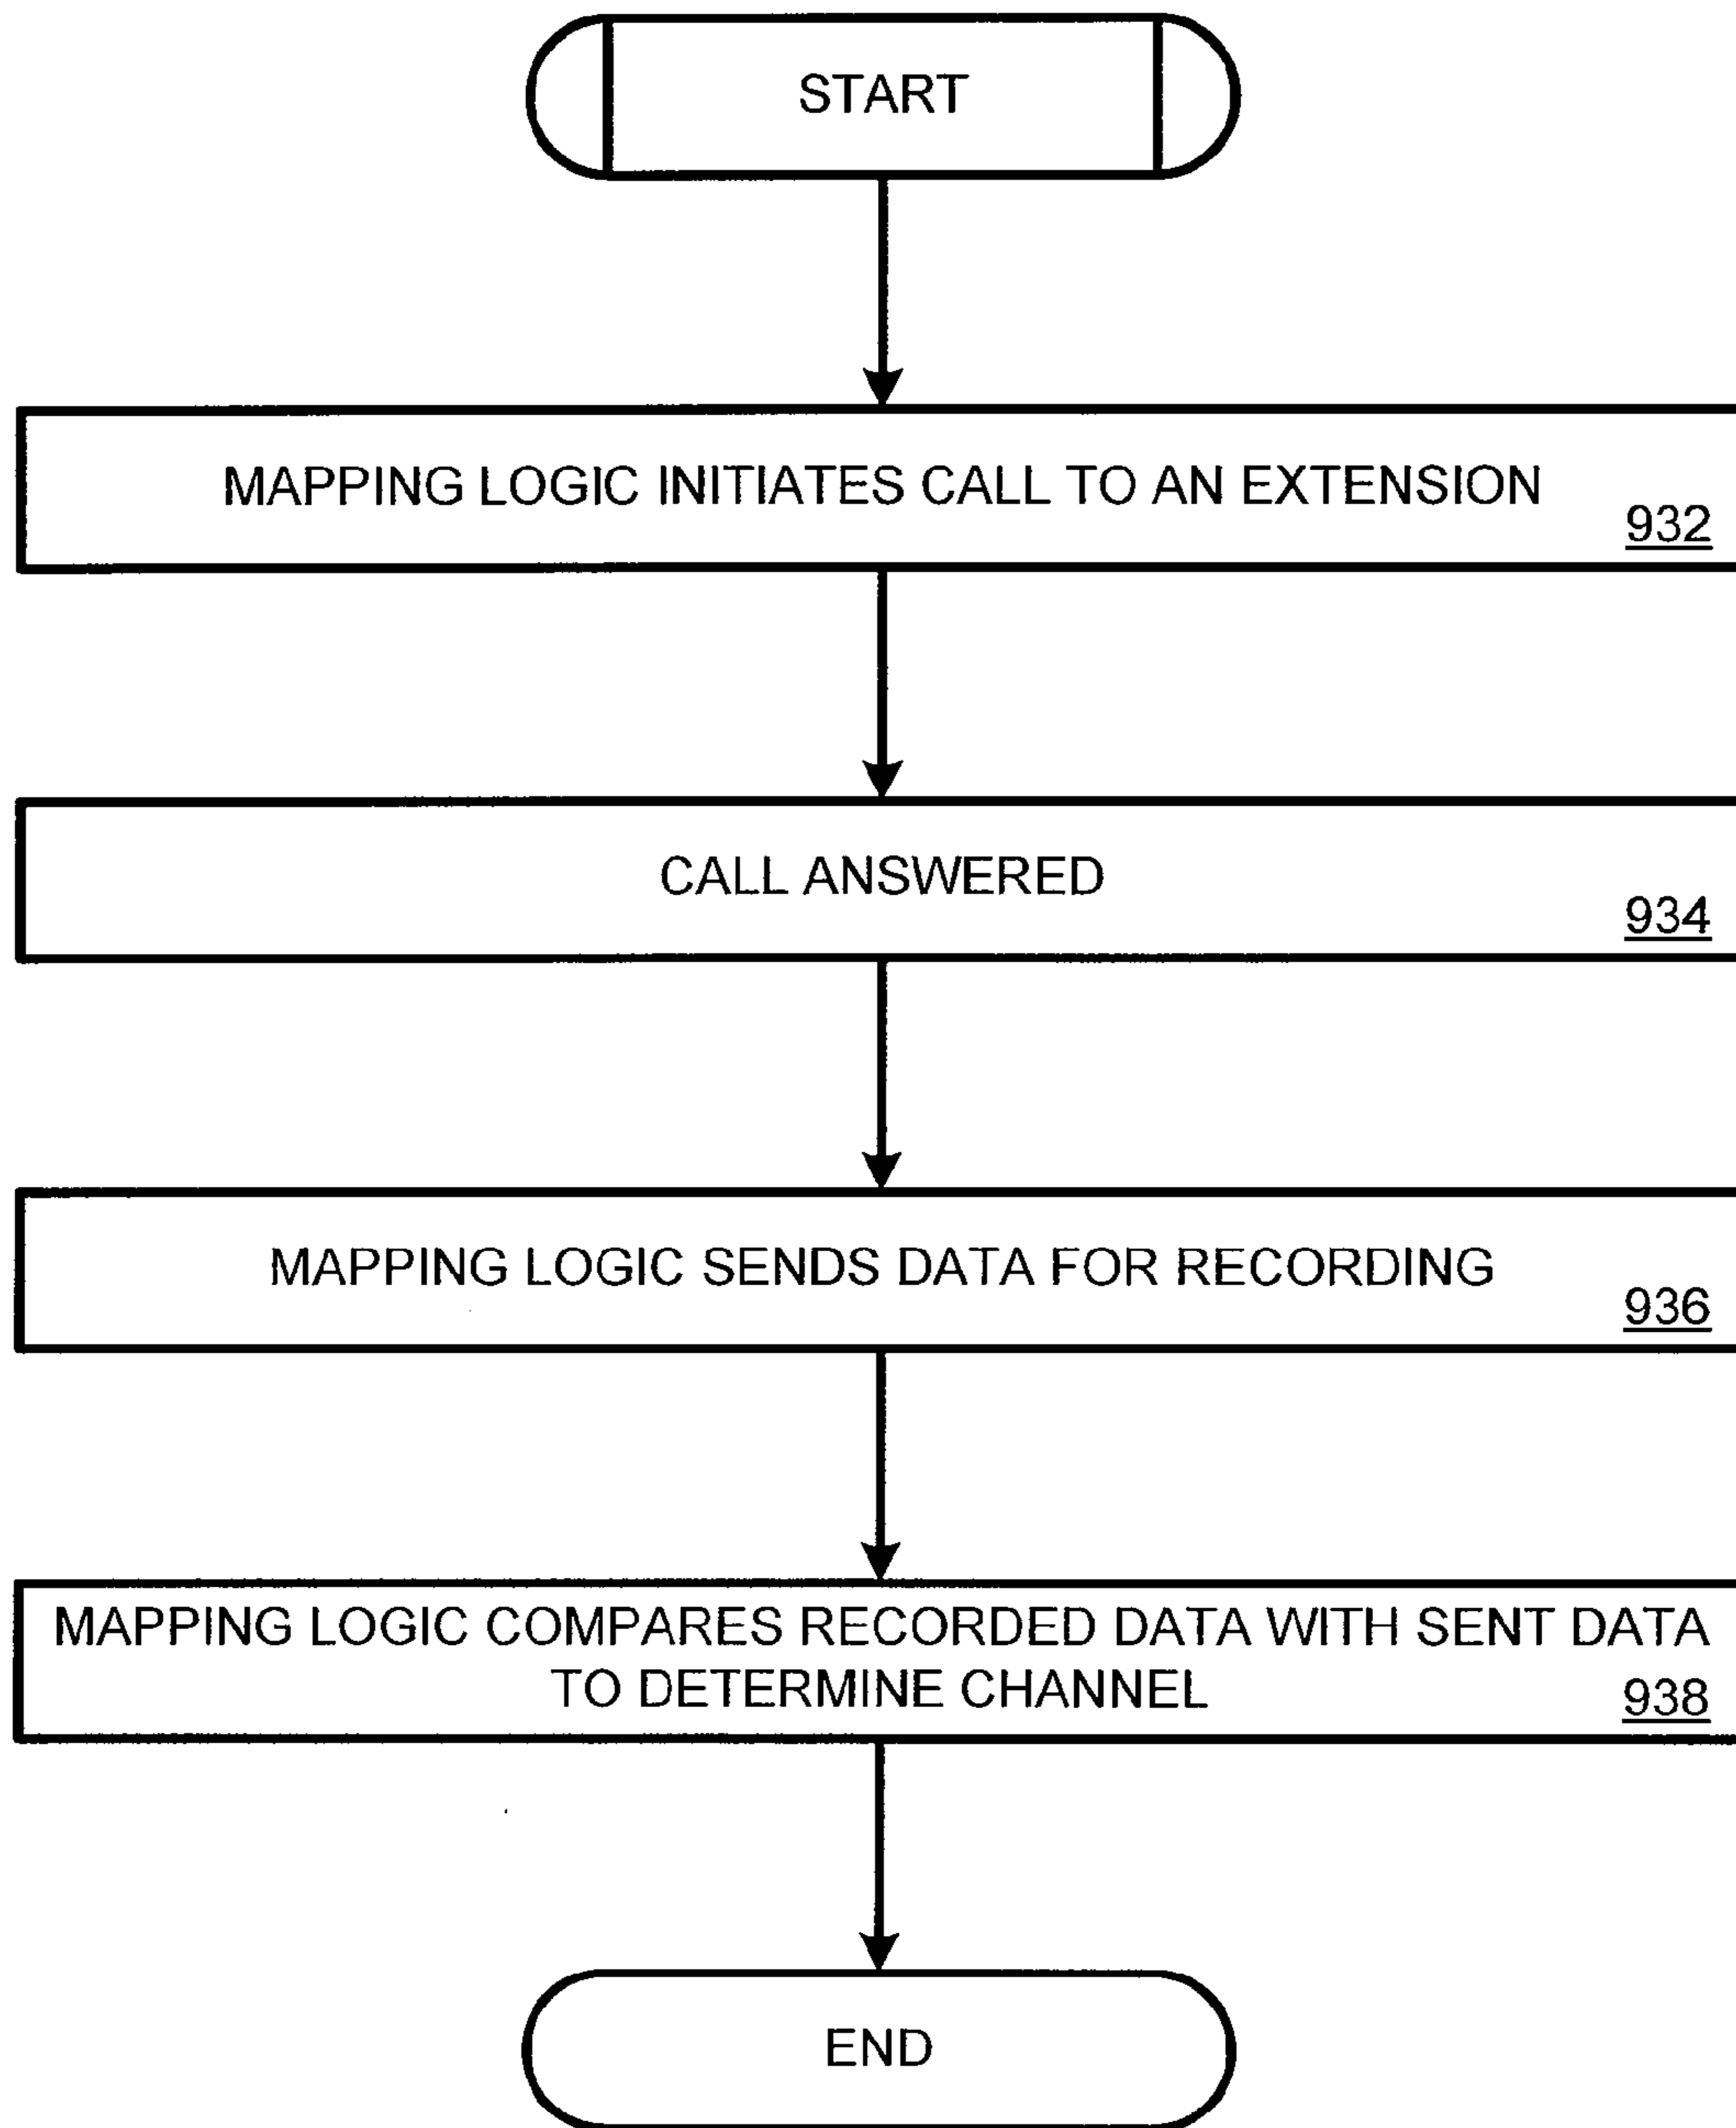 START
MAPPING LOGIC INITIATES CALL TO AN EXTENSION
932
CALL ANSWERED
934
MAPPING LOGIC SENDS DATA FOR RECORDING
936
MAPPING LOGIC COMPARES RECORDED DATA WITH SENT DATA
TO DETERMINE CHANNEL
938
END